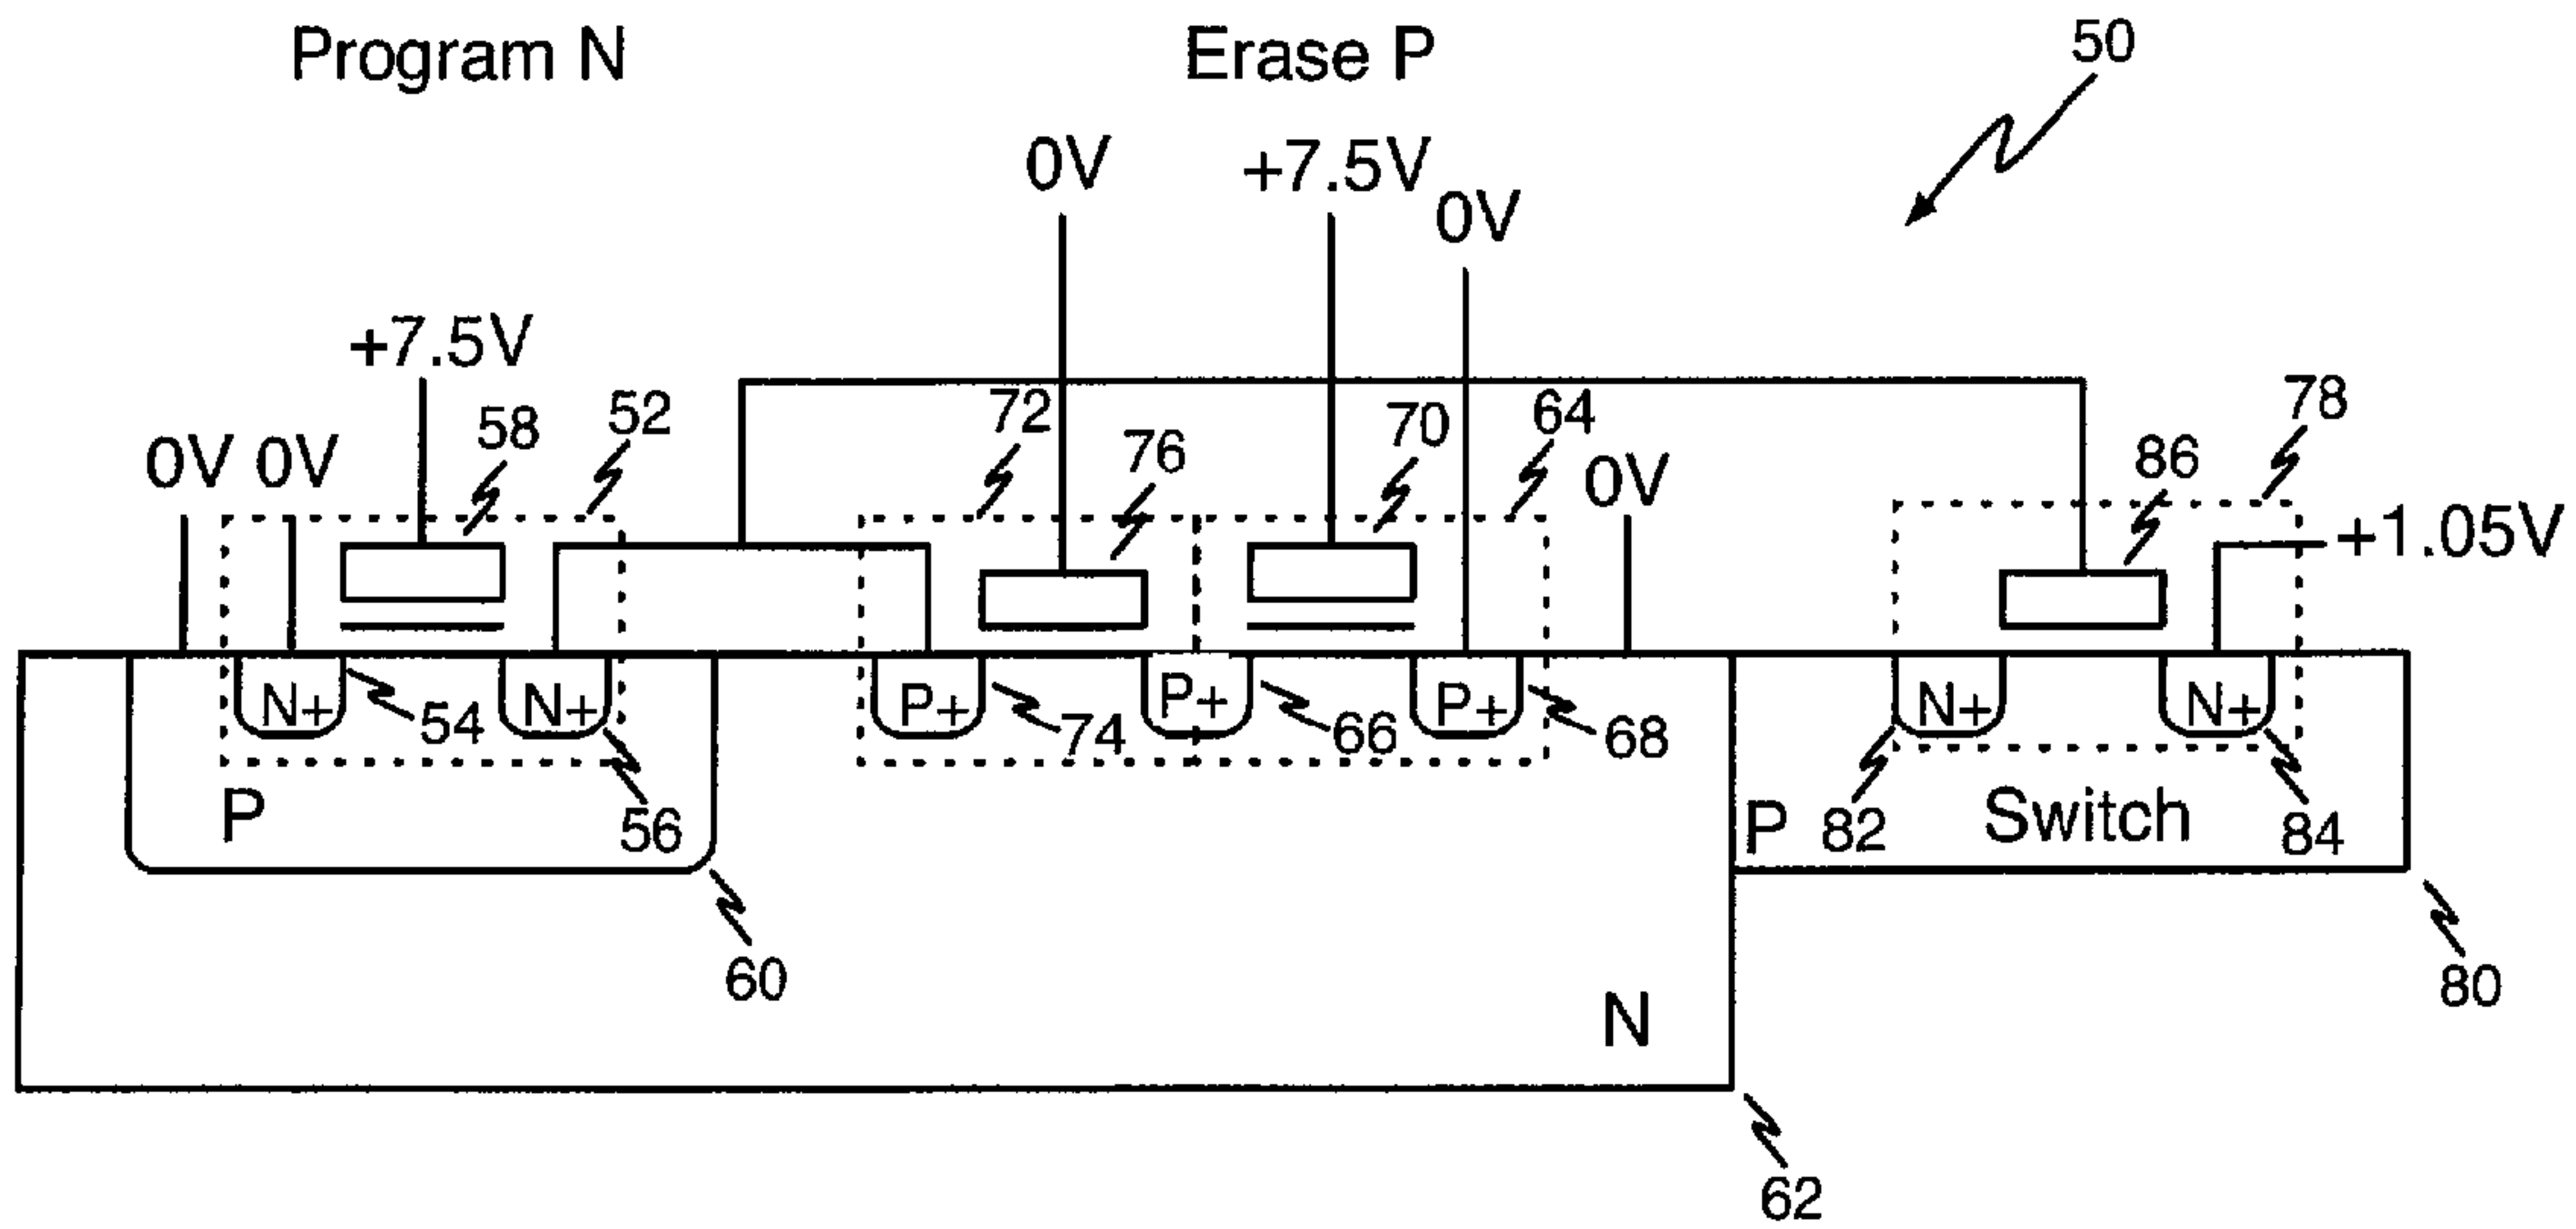 Program N
Erase P
50
0V
+7.5V
0V
+7.5V
0V 0V
58
52
72
76
70
64
0V
86
78
+1.05V
N+
54
N+
56
P+
74
P+
66
P+
68
N+
N+
P
P
82
Switch
84
60
N
80
62